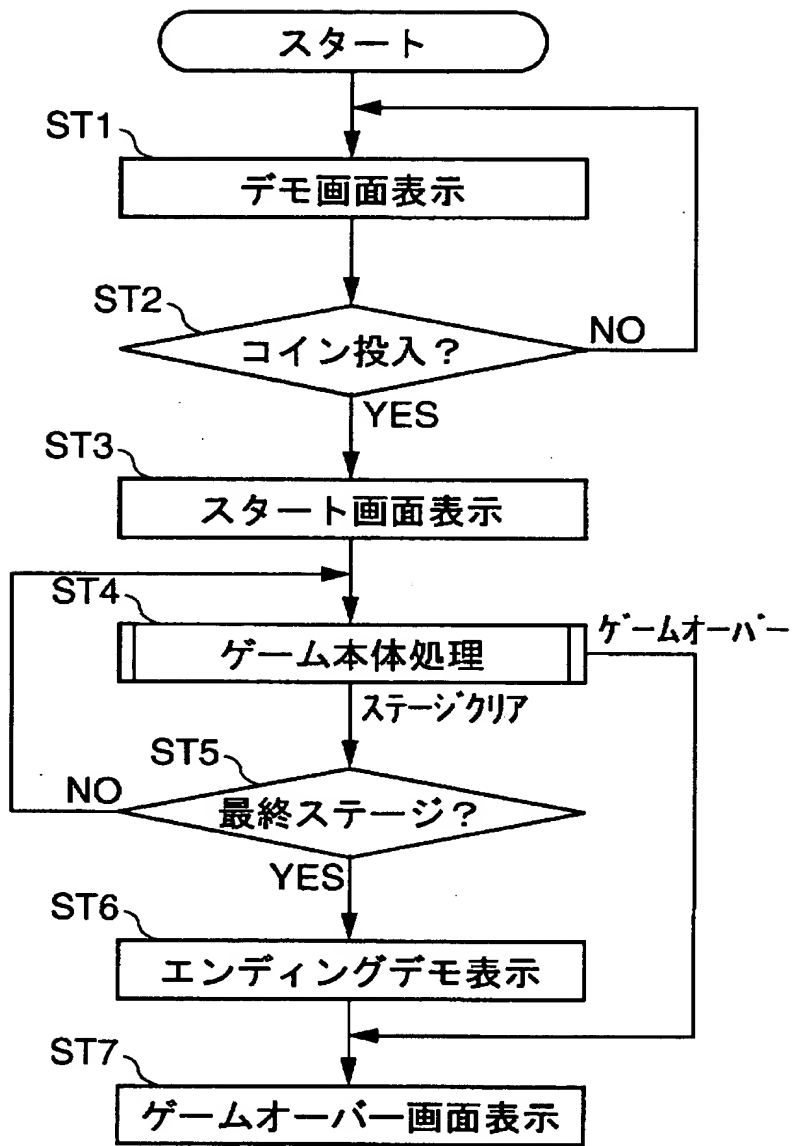 スタート
ST1
デモ画面表示
ST2
コイン投入?
NO
YES
ST3
スタート画面表示
ST4
ゲーム本体処理
ゲームオーバー
ステージクリア
ST5
NO
最終ステージ?
YES
ST6
エンディングデモ表示
ST7
ゲームオーバー画面表示